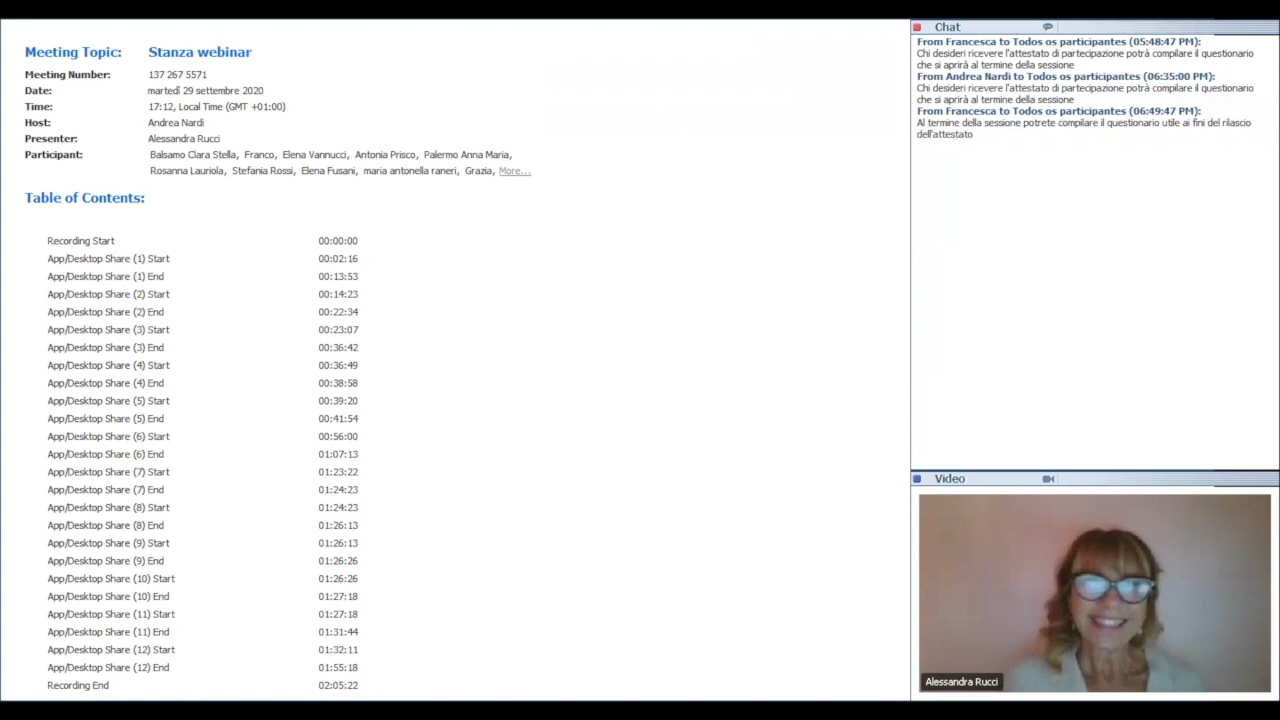 Meeting Topic: Stanza webinar
Meeting Number: 137 267 5571
Date: martedì 29 settembre 2020
Time: 17:12, Local Time (GMT +01:00)
Host: Andrea Nardi
Presenter: Alessandra Rucci
Participant: Balsamo Clara Stella, Franco, Elena Vannucci, Antonia Prisco, Palermo Anna Maria,
Rosanna Lauriola, Stefania Rossi, Elena Fusani, maria antonella raneri, Grazia, More...
Table of Contents:
Recording Start 00:00:00
App/Desktop Share (1) Start 00:02:16
App/Desktop Share (1) End 00:13:53
App/Desktop Share (2) Start 00:14:23
App/Desktop Share (2) End 00:22:34
App/Desktop Share (3) Start 00:23:07
App/Desktop Share (3) End 00:36:42
App/Desktop Share (4) Start 00:36:49
App/Desktop Share (4) End 00:38:58
App/Desktop Share (5) Start 00:39:20
App/Desktop Share (5) End 00:41:54
App/Desktop Share (6) Start 00:56:00
App/Desktop Share (6) End 01:07:13
App/Desktop Share (7) Start 01:23:22
App/Desktop Share (7) End 01:24:23
App/Desktop Share (8) Start 01:24:23
App/Desktop Share (8) End 01:26:13
App/Desktop Share (9) Start 01:26:13
App/Desktop Share (9) End 01:26:26
App/Desktop Share (10) Start 01:26:26
App/Desktop Share (10) End 01:27:18
App/Desktop Share (11) Start 01:27:18
App/Desktop Share (11) End 01:31:44
App/Desktop Share (12) Start 01:32:11
App/Desktop Share (12) End 01:55:18
Recording End 02:05:22
Chat
From Francesca to Todos os participantes (05:48:47 PM):
Chi desideri ricevere l'attestato di partecipazione potrà compilare il questionario
che si aprirà al termine della sessione
From Andrea Nardi to Todos os participantes (06:35:00 PM):
Chi desideri ricevere l'attestato di partecipazione potrà compilare il questionario
che si aprirà al termine della sessione
From Francesca to Todos os participantes (06:49:47 PM):
Al termine della sessione potrete compilare il questionario utile ai fini del rilascio
dell'attestato
Video
Alessandra Rucci